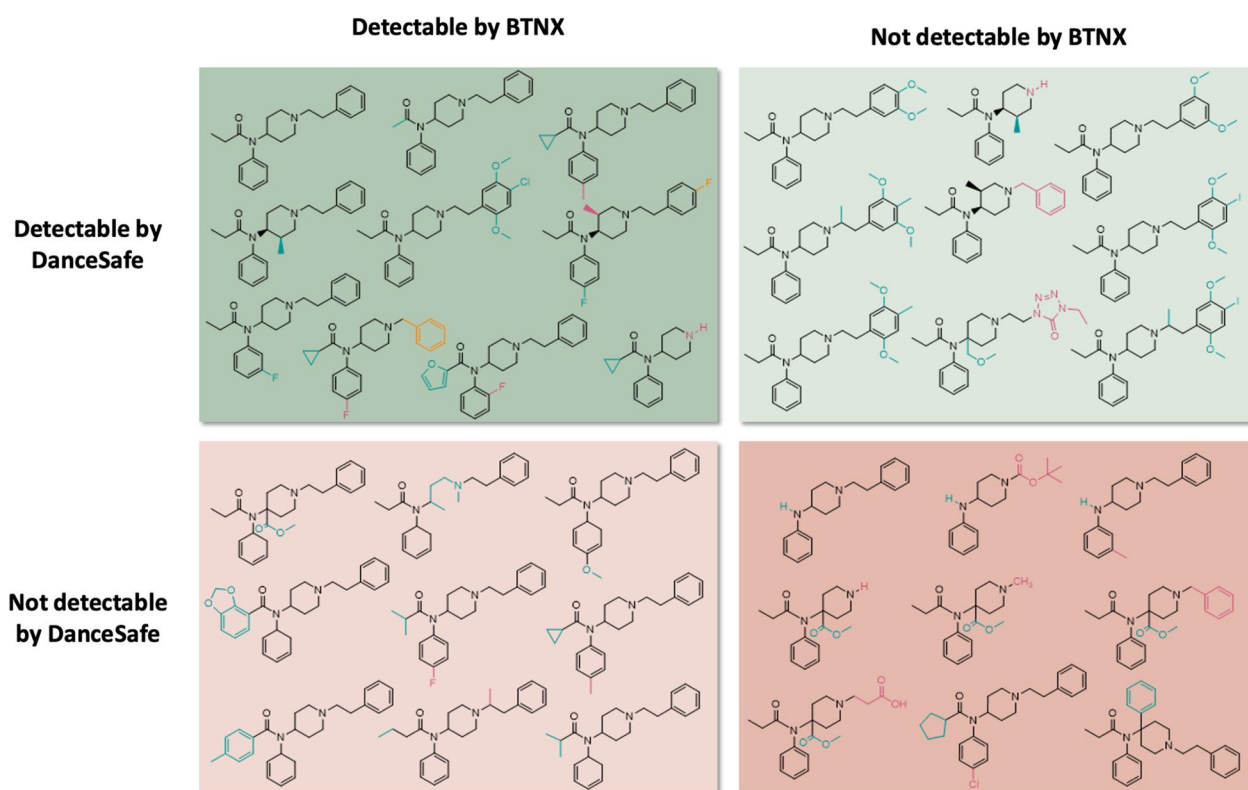 Detectable by BTNX
Not detectable by BTNX
Detectable by
DanceSafe
Not detectable
by DanceSafe